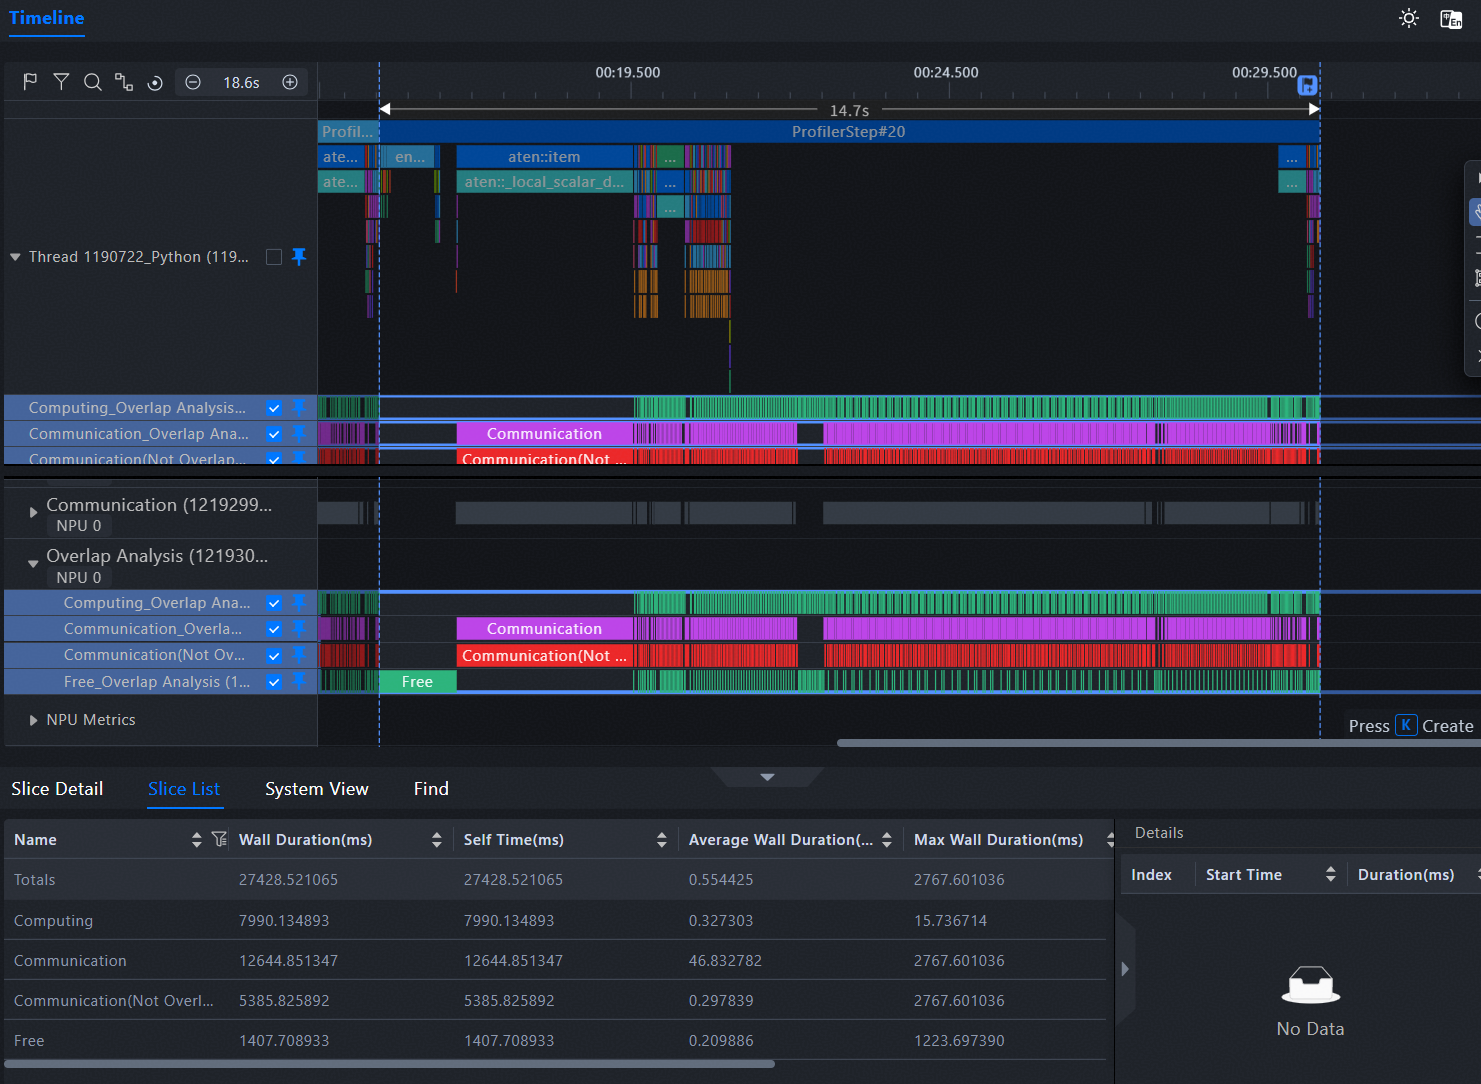 Timeline
18.6s
00:19.500
00:24.500
00:29.500
14.7s
Profil...
ProfilerStep#20
ate...
en...
aten::item
...
...
ate...
aten::_local_scalar_d...
...
...
...
Thread 1190722_Python (119...
Computing_Overlap Analysis...
Communication_Overlap Ana...
Communication
Communication(Not Overlap...
Communication(Not ...
Communication (1219299...
NPU 0
Overlap Analysis (121930...
NPU 0
Computing_Overlap Ana...
Communication_Overla...
Communication
Communication(Not Ov...
Communication(Not ...
Free_Overlap Analysis (1...
Free
NPU Metrics
Press K Create
Slice Detail
Slice List
System View
Find
Name
Wall Duration(ms)
Self Time(ms)
Average Wall Duration(...
Max Wall Duration(ms)
Totals
27428.521065
27428.521065
0.554425
2767.601036
Computing
7990.134893
7990.134893
0.327303
15.736714
Communication
12644.851347
12644.851347
46.832782
2767.601036
Communication(Not Overl...
5385.825892
5385.825892
0.297839
2767.601036
Free
1407.708933
1407.708933
0.209886
1223.697390
Details
Index
Start Time
Duration(ms)
No Data